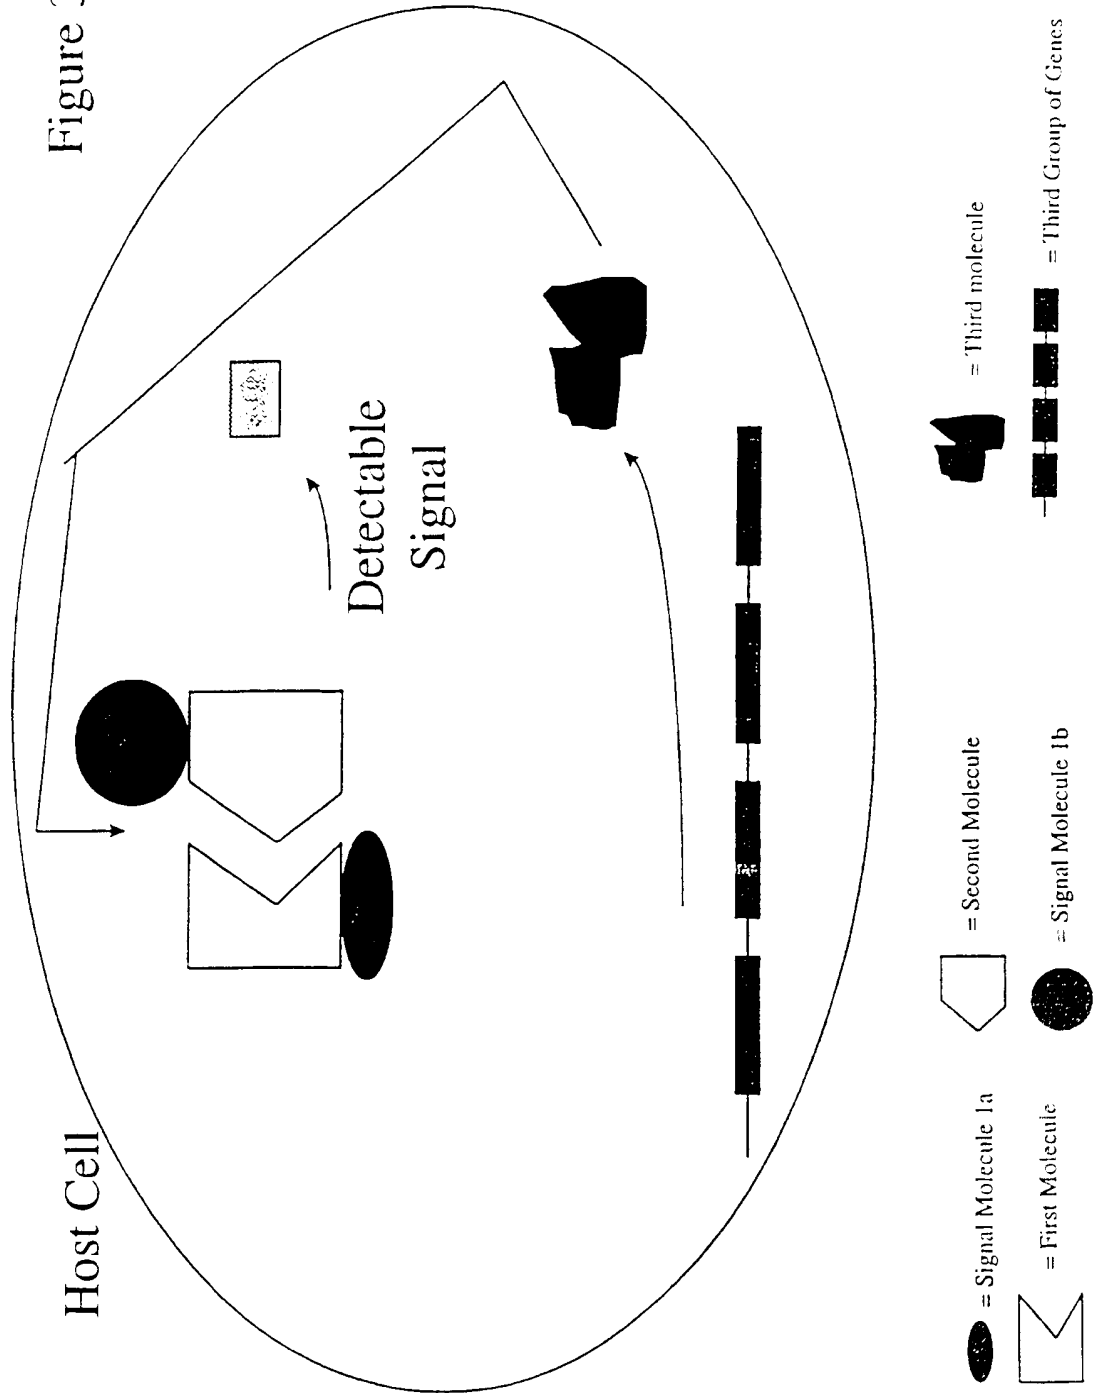 Host Cell
Figure
Detectable
Signal
= Signal Molecule 1a
= Second Molecule
= Third molecule
= First Molecule
= Signal Molecule 1b
= Third Group of Genes